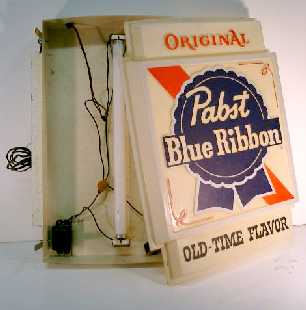 ORIGINAL
Pabst
Blue Ribbon
OLD-TIME FLAVOR